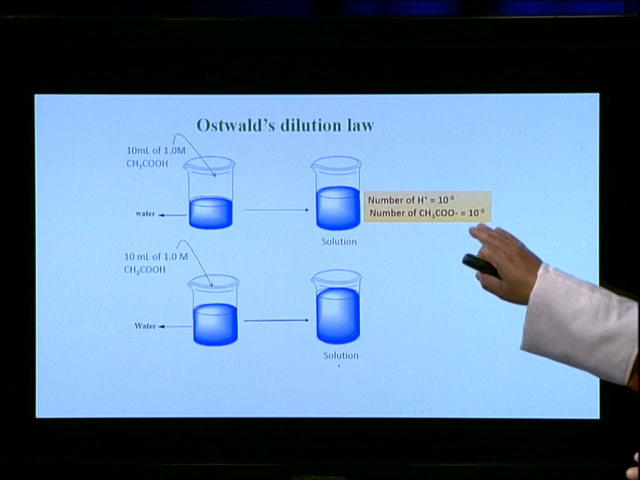 Ostwald's dilution law
10mL of 1.0M
CH₃COOH
water
Number of H⁺ = 10⁻⁶
Number of CH₃COO- = 10⁻⁶
Solution
10 mL of 1.0 M
CH₃COOH
Water
Solution